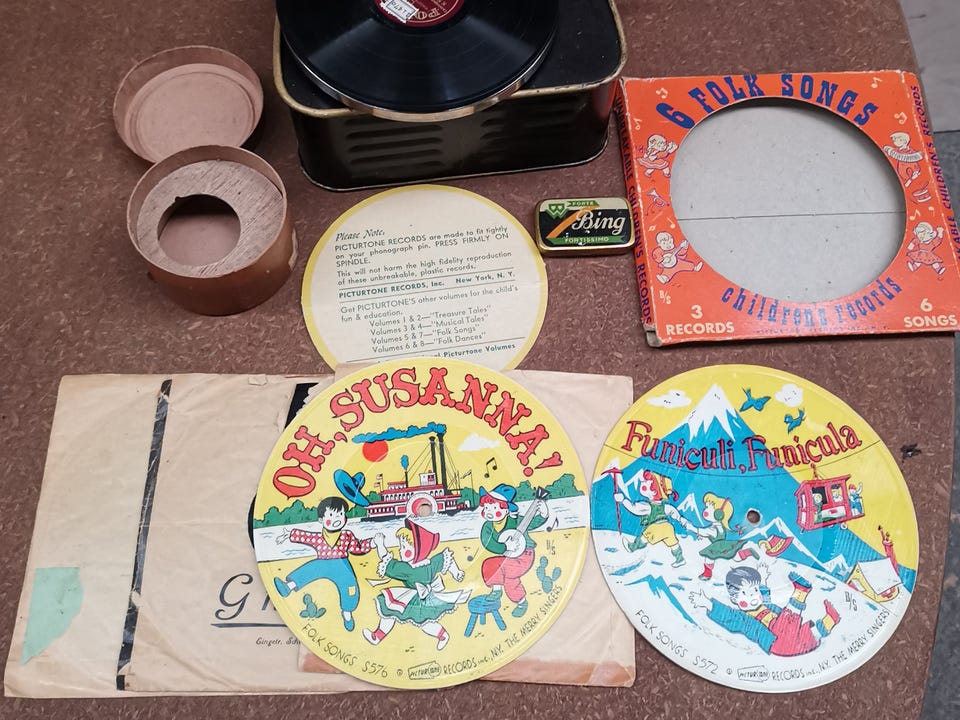 6 FOLK SONGS
children's records
3
RECORDS
6
SONGS
FORTE
Bing
FORTISSIMO
Please Note,
PICTURTONE RECORDS are made to fit tightly
on your phonograph pin. PRESS FIRMLY ON
SPINDLE.
This will not harm the high fidelity reproduction
of these unbreakable, plastic records.
PICTURTONE RECORDS, Inc. New York, N. Y.
Get PICTURTONE'S other volumes for the child's
fun & education.
Volumes 1 & 2—"Treasure Tales"
Volumes 3 & 4—"Musical Tales"
Volumes 5 & 7—"Folk Songs"
Volumes 6 & 8—"Folk Dances"
Picturtone Volumes
OH, SUSANNA!
FOLK SONGS S576 © PICTURTONE RECORDS INC., N.Y. THE MERRY SINGERS
Funiculi, Funicula
FOLK SONGS S572 © PICTURTONE RECORDS INC., N.Y. THE MERRY SINGERS